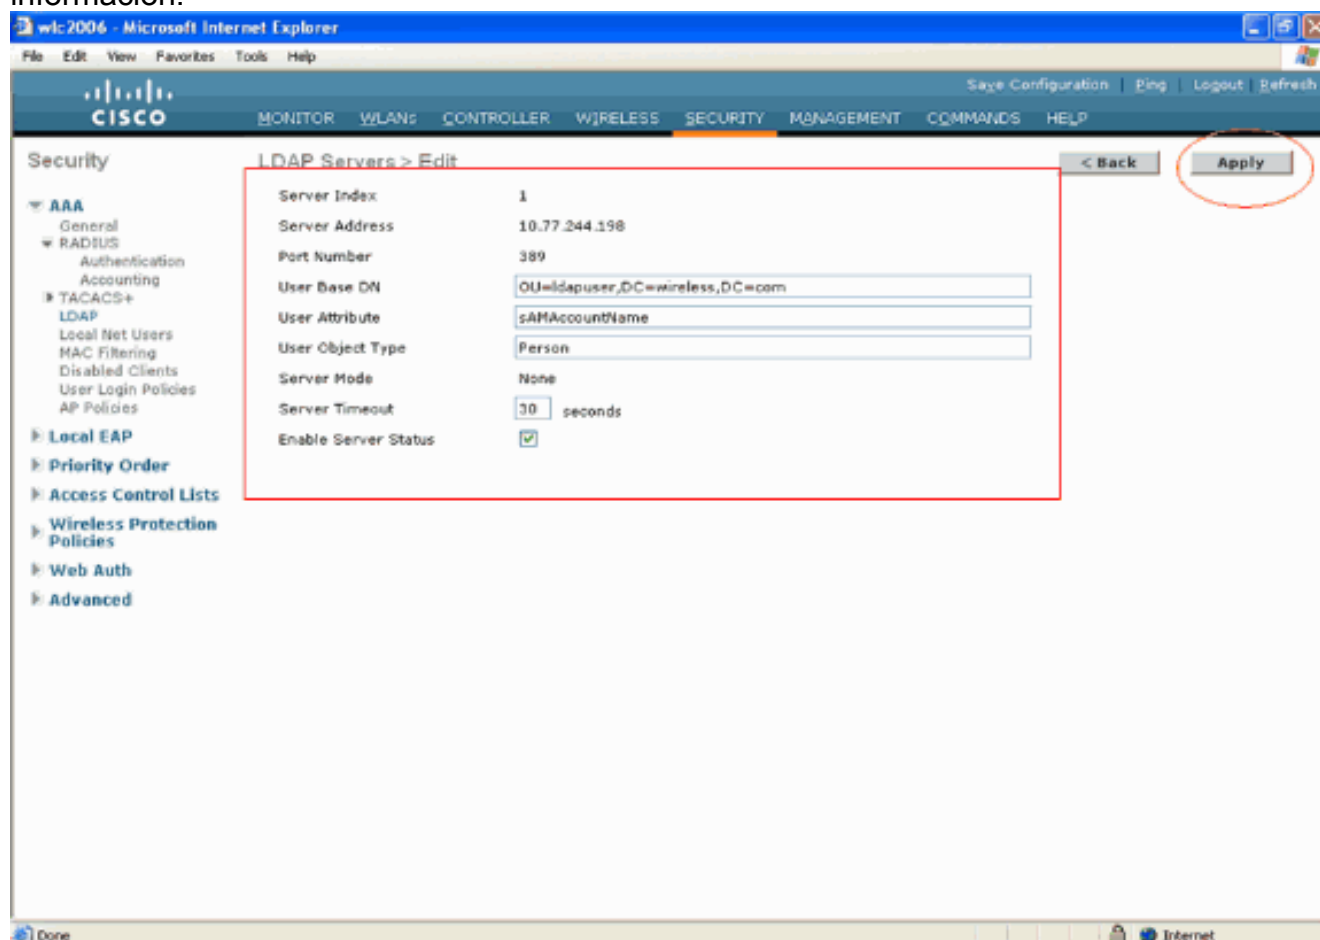 información.
wlc2006 - Microsoft Internet Explorer
File Edit View Favorites Tools Help
Save Configuration | Ping | Logout | Refresh
CISCO
MONITOR WLANs CONTROLLER WIRELESS SECURITY MANAGEMENT COMMANDS HELP
Security
LDAP Servers > Edit
< Back
Apply
AAA
General
RADIUS
Authentication
Accounting
TACACS+
LDAP
Local Net Users
MAC Filtering
Disabled Clients
User Login Policies
AP Policies
Local EAP
Priority Order
Access Control Lists
Wireless Protection
Policies
Web Auth
Advanced
Server Index 1
Server Address 10.77.244.198
Port Number 389
User Base DN OU=ldapuser,DC=wireless,DC=com
User Attribute sAMAccountName
User Object Type Person
Server Mode None
Server Timeout 30 seconds
Enable Server Status
Done
Internet